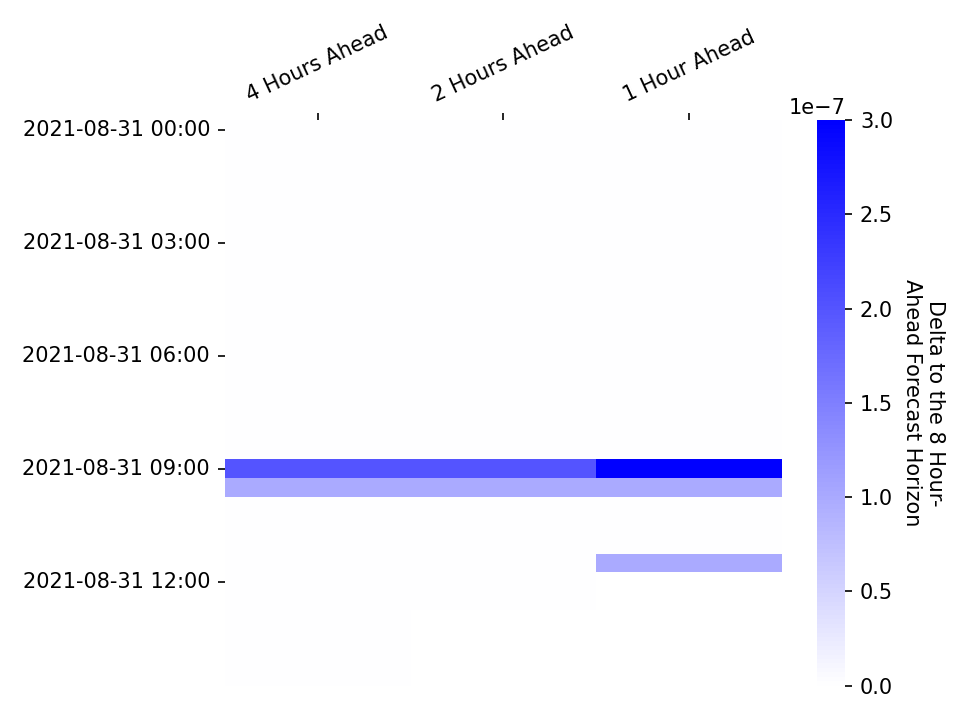 4 Hours Ahead
2 Hours Ahead
1 Hour Ahead
1e−7
2021-08-31 00:00
2021-08-31 03:00
2021-08-31 06:00
2021-08-31 09:00
2021-08-31 12:00
3.0
2.5
2.0
1.5
1.0
0.5
0.0
Delta to the 8 Hour-
Ahead Forecast Horizon